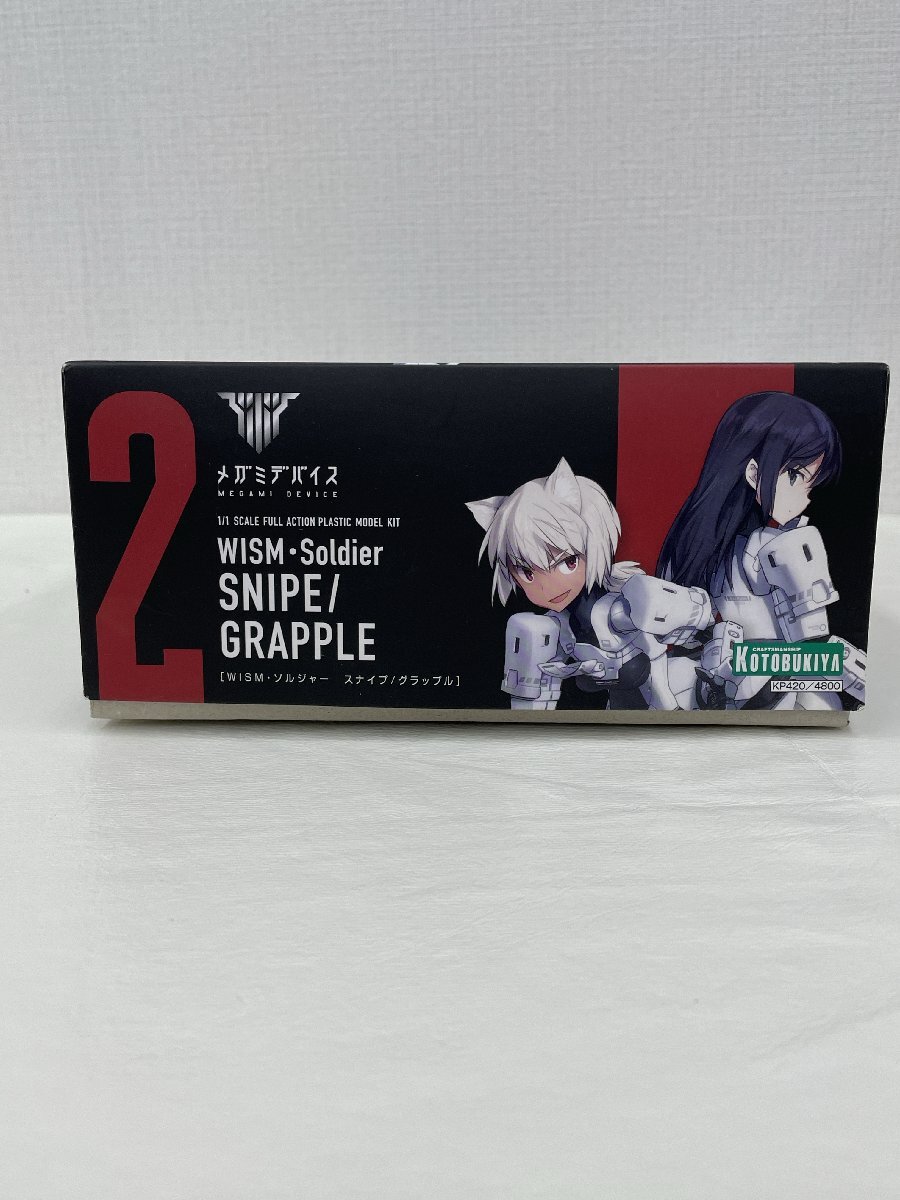 2
メガミデバイス
MEGAMI DEVICE
1/1 SCALE FULL ACTION PLASTIC MODEL KIT
WISM・Soldier
SNIPE/
GRAPPLE
[WISM・ソルジャー スナイプ/グラップル]
CRAFTSMANSHIP
KOTOBUKIYA
KP420/4800